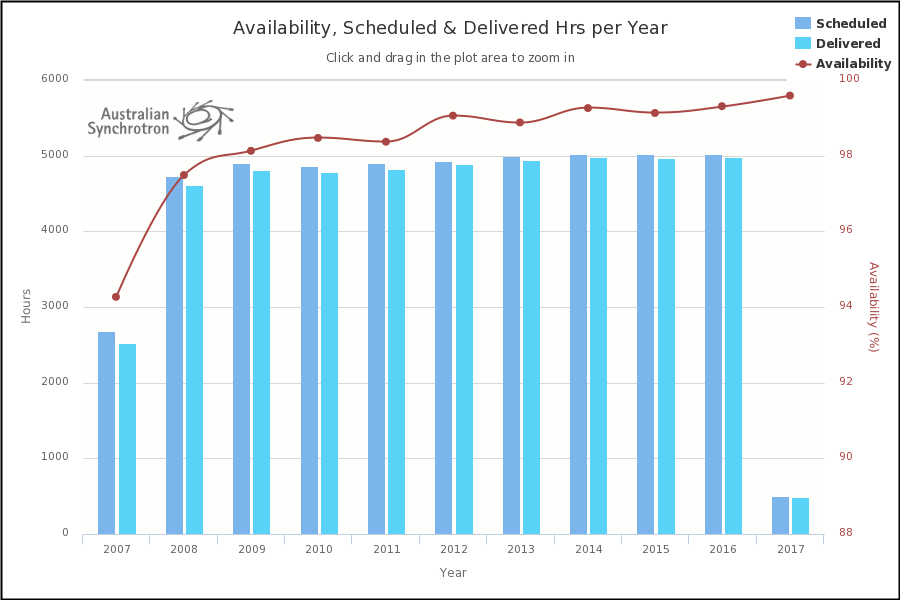 Availability, Scheduled & Delivered Hrs per Year
Click and drag in the plot area to zoom in
Scheduled
Delivered
Availability
Australian
Synchrotron
6000
5000
4000
3000
2000
1000
0
Hours
100
98
96
94
92
90
88
Availability (%)
2007 2008 2009 2010 2011 2012 2013 2014 2015 2016 2017
Year